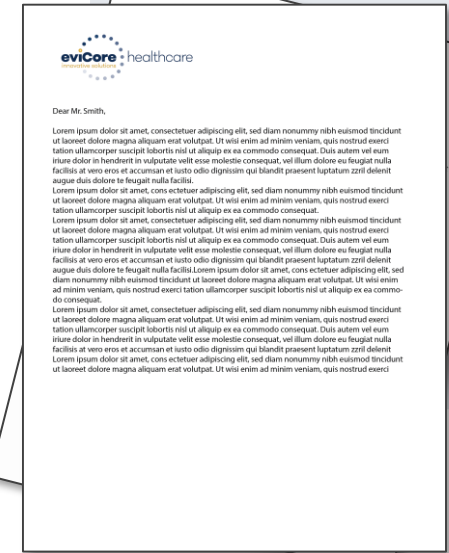 eviCore healthcare
innovative solutions
Dear Mr. Smith,
Lorem ipsum dolor sit amet, consectetuer adipiscing elit, sed diam nonummy nibh euismod tincidunt
ut laoreet dolore magna aliquam erat volutpat. Ut wisi enim ad minim veniam, quis nostrud exerci
tation ullamcorper suscipit lobortis nisl ut aliquip ex ea commodo consequat. Duis autem vel eum
iriure dolor in hendrerit in vulputate velit esse molestie consequat, vel illum dolore eu feugiat nulla
facilisis at vero eros et accumsan et iusto odio dignissim qui blandit praesent luptatum zzril delenit
augue duis dolore te feugait nulla facilisi.
Lorem ipsum dolor sit amet, cons ectetuer adipiscing elit, sed diam nonummy nibh euismod tincidunt
ut laoreet dolore magna aliquam erat volutpat. Ut wisi enim ad minim veniam, quis nostrud exerci
tation ullamcorper suscipit lobortis nisl ut aliquip ex ea commodo consequat.
Lorem ipsum dolor sit amet, consectetuer adipiscing elit, sed diam nonummy nibh euismod tincidunt
ut laoreet dolore magna aliquam erat volutpat. Ut wisi enim ad minim veniam, quis nostrud exerci
tation ullamcorper suscipit lobortis nisl ut aliquip ex ea commodo consequat. Duis autem vel eum
iriure dolor in hendrerit in vulputate velit esse molestie consequat, vel illum dolore eu feugiat nulla
facilisis at vero eros et accumsan et iusto odio dignissim qui blandit praesent luptatum zzril delenit
augue duis dolore te feugait nulla facilisi.Lorem ipsum dolor sit amet, cons ectetuer adipiscing elit, sed
diam nonummy nibh euismod tincidunt ut laoreet dolore magna aliquam erat volutpat. Ut wisi enim
ad minim veniam, quis nostrud exerci tation ullamcorper suscipit lobortis nisl ut aliquip ex ea commo-
do consequat.
Lorem ipsum dolor sit amet, consectetuer adipiscing elit, sed diam nonummy nibh euismod tincidunt
ut laoreet dolore magna aliquam erat volutpat. Ut wisi enim ad minim veniam, quis nostrud exerci
tation ullamcorper suscipit lobortis nisl ut aliquip ex ea commodo consequat. Duis autem vel eum
iriure dolor in hendrerit in vulputate velit esse molestie consequat, vel illum dolore eu feugiat nulla
facilisis at vero eros et accumsan et iusto odio dignissim qui blandit praesent luptatum zzril delenit
Lorem ipsum dolor sit amet, cons ectetuer adipiscing elit, sed diam nonummy nibh euismod tincidunt
ut laoreet dolore magna aliquam erat volutpat. Ut wisi enim ad minim veniam, quis nostrud exerci